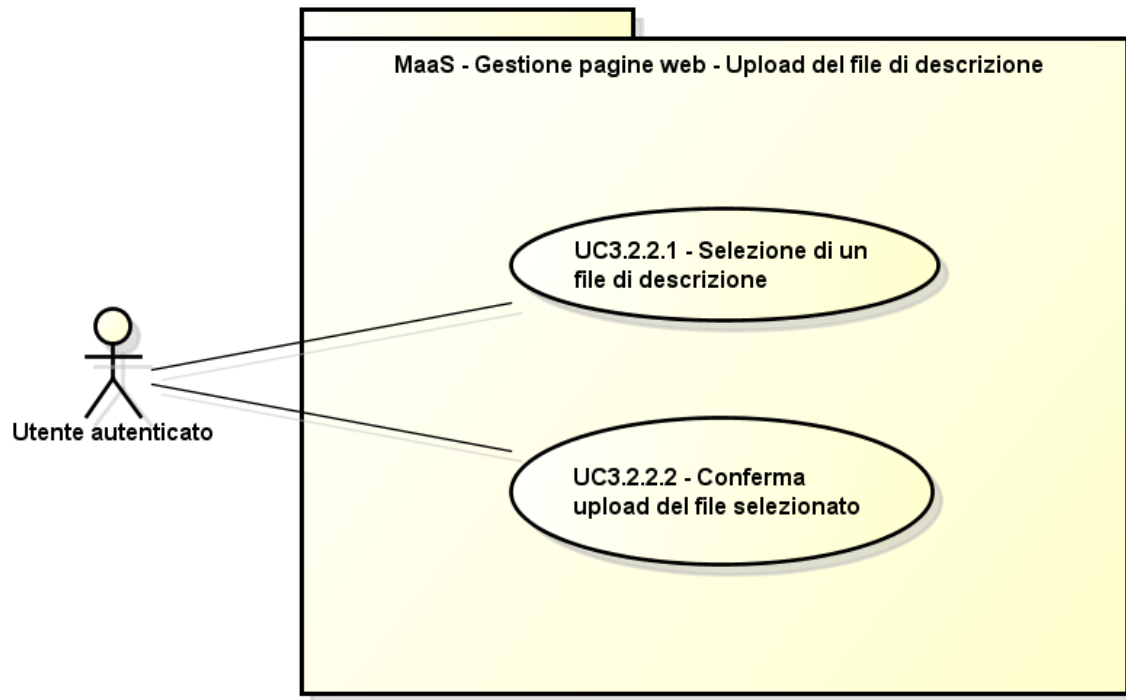 MaaS - Gestione pagine web - Upload del file di descrizione
UC3.2.2.1 - Selezione di un
file di descrizione
Utente autenticato
UC3.2.2.2 - Conferma
upload del file selezionato